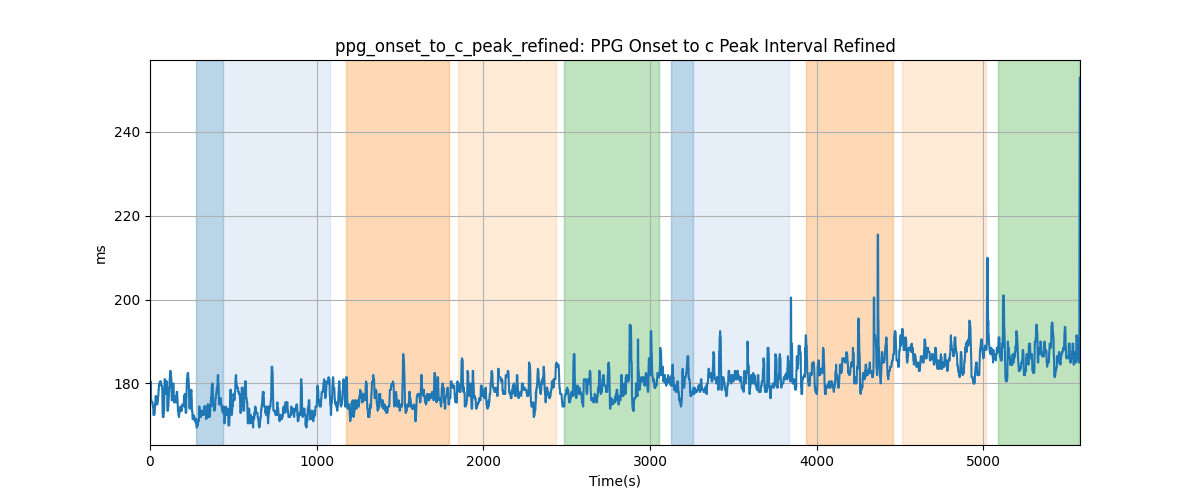 ppg_onset_to_c_peak_refined: PPG Onset to c Peak Interval Refined
240
220
200
180
ms
0 1000 2000 3000 4000 5000
Time(s)